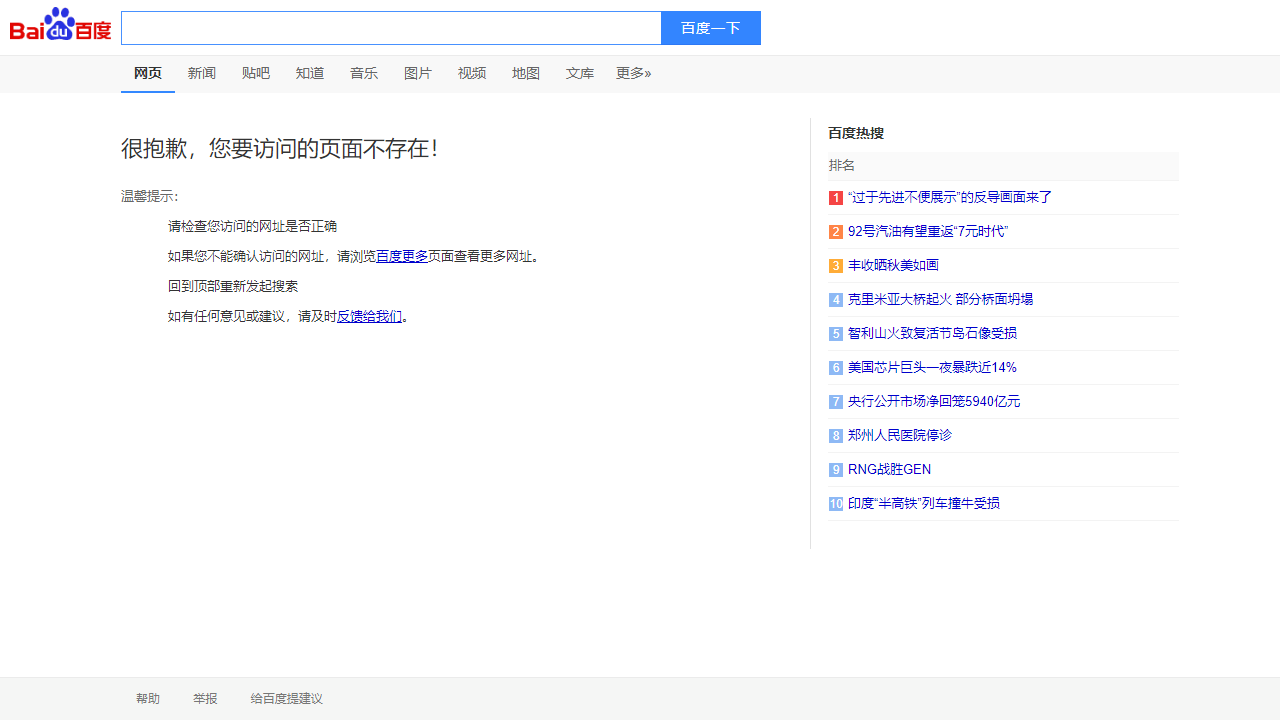 Bai du 百度
百度一下
网页 新闻 贴吧 知道 音乐 图片 视频 地图 文库 更多»
很抱歉，您要访问的页面不存在！
温馨提示：
请检查您访问的网址是否正确
如果您不能确认访问的网址，请浏览百度更多页面查看更多网址。
回到顶部重新发起搜索
如有任何意见或建议，请及时反馈给我们。
百度热搜
排名
1 “过于先进不便展示”的反导画面来了
2 92号汽油有望重返“7元时代”
3 丰收晒秋美如画
4 克里米亚大桥起火 部分桥面坍塌
5 智利山火致复活节岛石像受损
6 美国芯片巨头一夜暴跌近14%
7 央行公开市场净回笼5940亿元
8 郑州人民医院停诊
9 RNG战胜GEN
10 印度“半高铁”列车撞牛受损
帮助 举报 给百度提建议